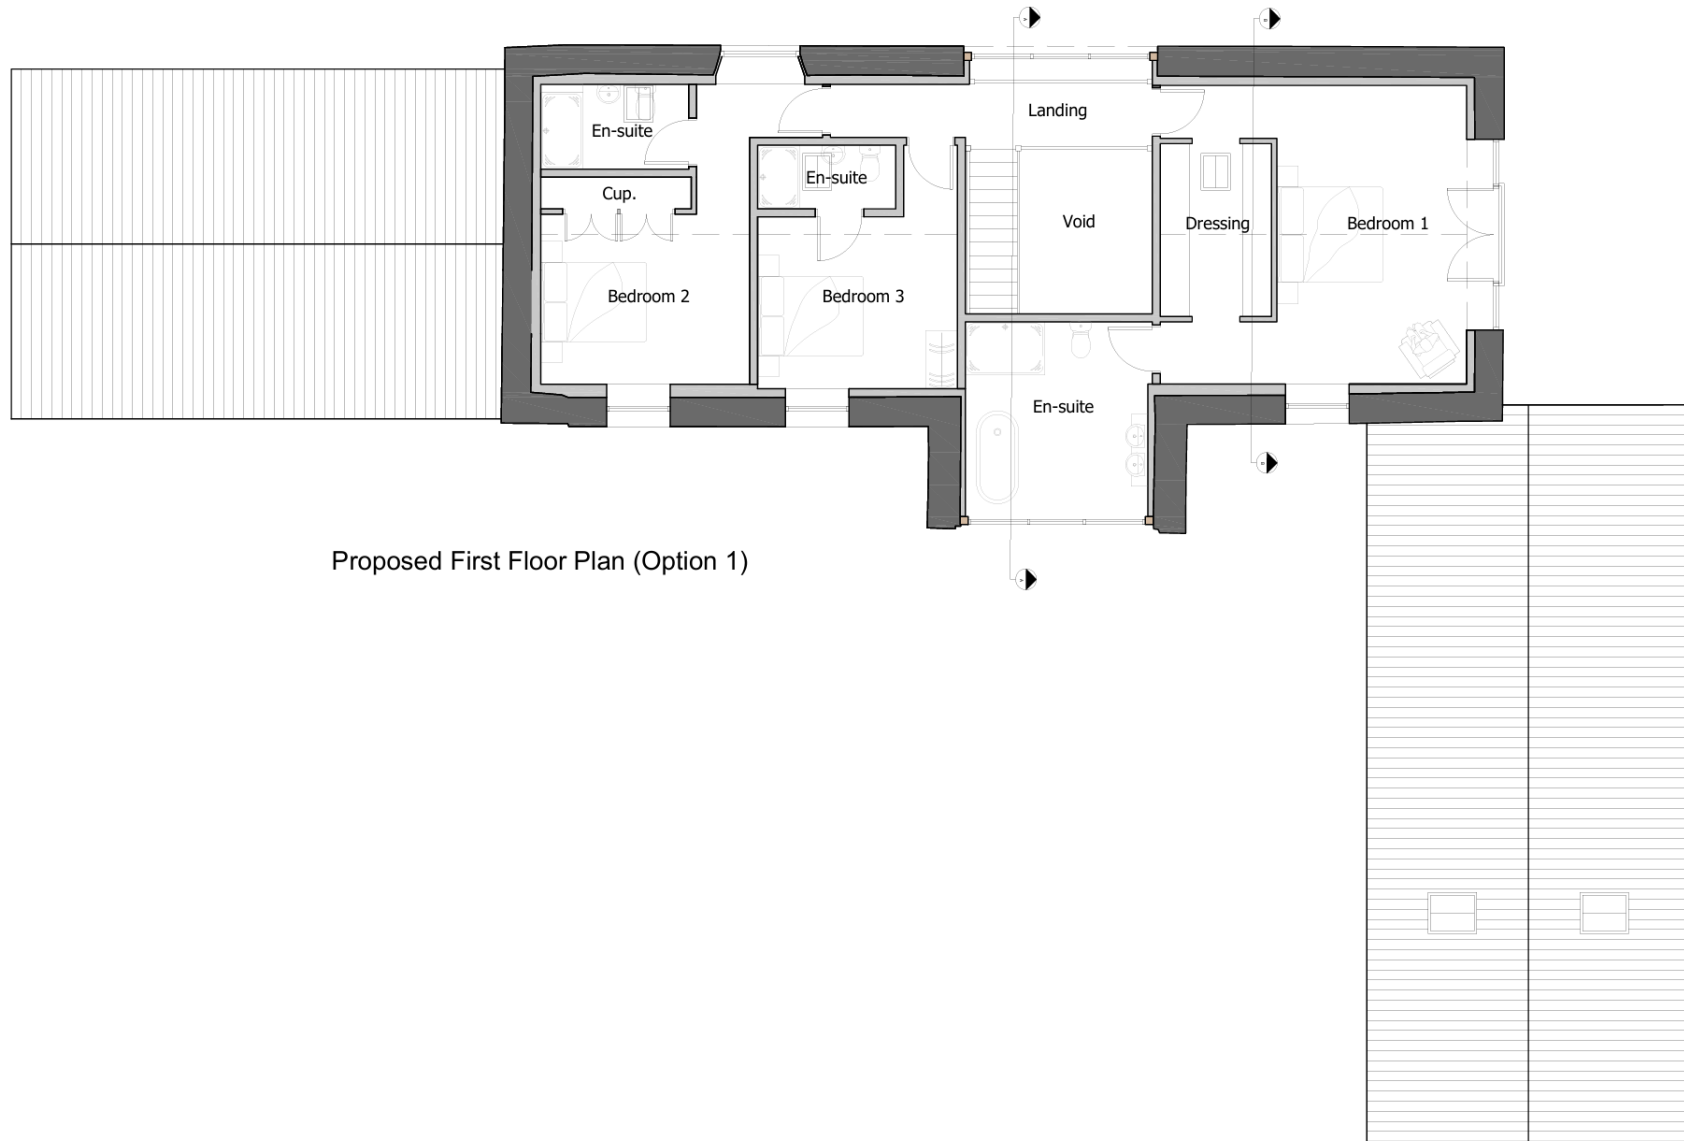 Landing
En-suite
En-suite
Cup.
Void
Dressing
Bedroom 1
Bedroom 2
Bedroom 3
En-suite
Proposed First Floor Plan (Option 1)